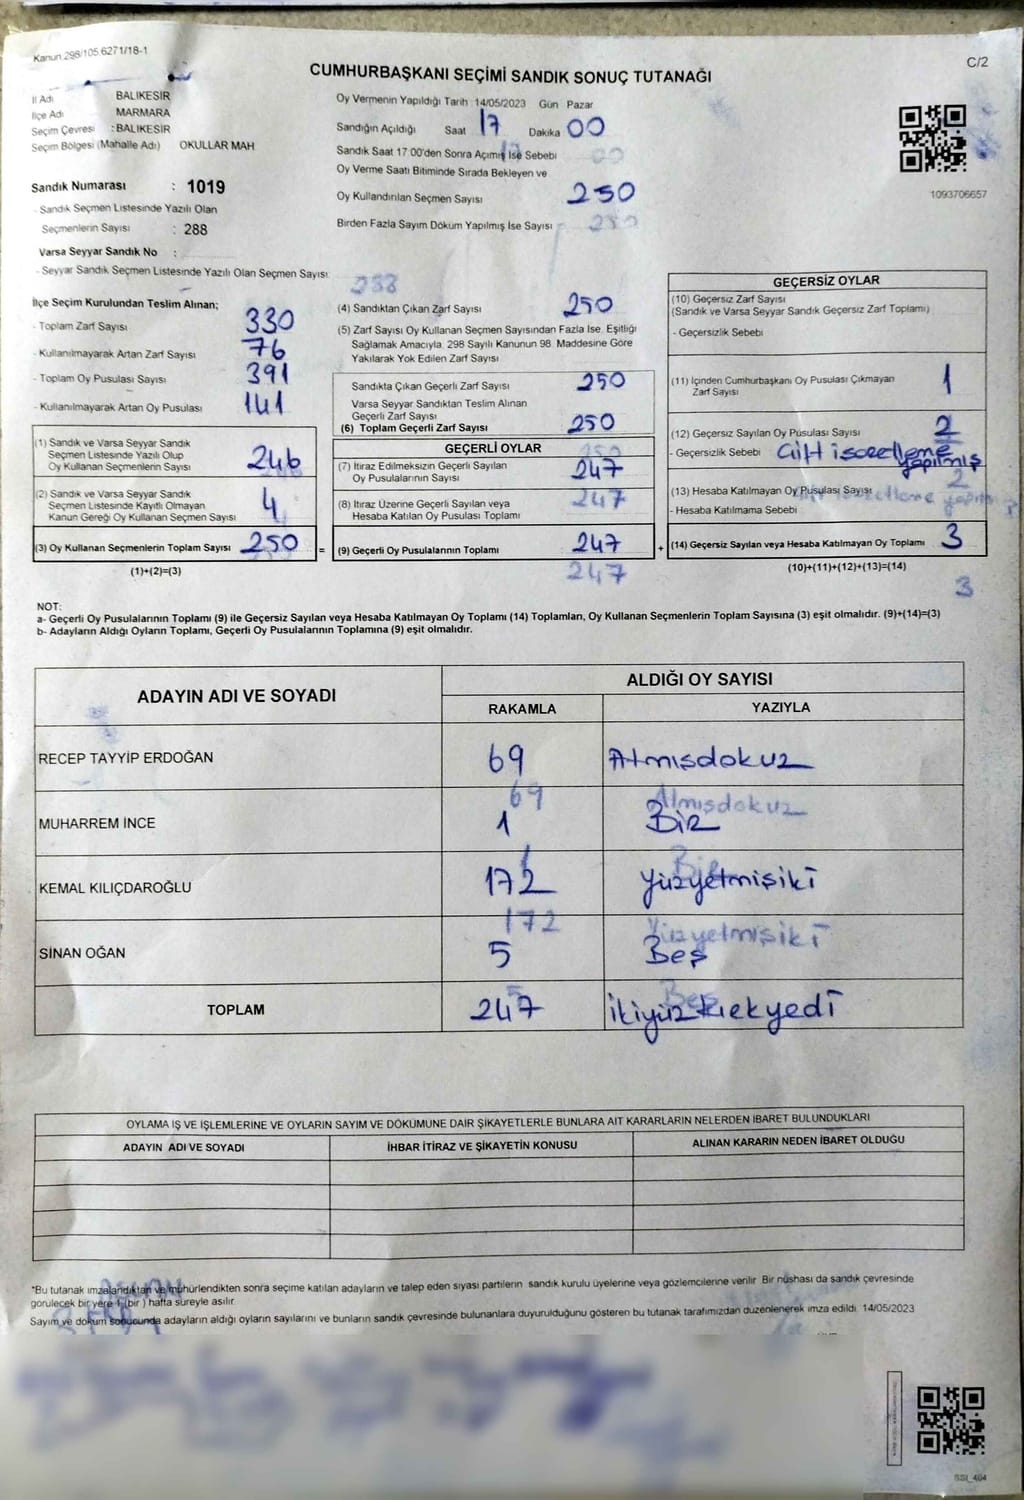 Kanun.298/105.6271/18-1
C/2
CUMHURBAŞKANI SEÇİMİ SANDIK SONUÇ TUTANAĞI
İl Adı BALIKESİR
İlçe Adı MARMARA
Seçim Çevresi : BALIKESİR
Seçim Bölgesi (Mahalle Adı) OKULLAR MAH
Sandık Numarası : 1019
- Sandık Seçmen Listesinde Yazılı Olan
Seçmenlerin Sayısı : 288
Varsa Seyyar Sandık No :
- Seyyar Sandık Seçmen Listesinde Yazılı Olan Seçmen Sayısı
Oy Vermenin Yapıldığı Tarih : 14/05/2023 Gün Pazar
Sandığın Açıldığı Saat 17 Dakika 00
Sandık Saat 17:00'den Sonra Açılmış İse Sebebi
Oy Verme Saati Bitiminde Sırada Bekleyen ve
Oy Kullandırılan Seçmen Sayısı 250
Birden Fazla Sayım Döküm Yapılmış İse Sayısı
1093706657
İlçe Seçim Kurulundan Teslim Alınan;
- Toplam Zarf Sayısı 330
- Kullanılmayarak Artan Zarf Sayısı 76
- Toplam Oy Pusulası Sayısı 391
- Kullanılmayarak Artan Oy Pusulası 141
(1) Sandık ve Varsa Seyyar Sandık
Seçmen Listesinde Yazılı Olup
Oy Kullanan Seçmenlerin Sayısı 246
(2) Sandık ve Varsa Seyyar Sandık
Seçmen Listesinde Kayıtlı Olmayan
Kanun Gereği Oy Kullanan Seçmen Sayısı 4
(3) Oy Kullanan Seçmenlerin Toplam Sayısı 250 =
(1)+(2)=(3)
(4) Sandıktan Çıkan Zarf Sayısı 250
(5) Zarf Sayısı Oy Kullanan Seçmen Sayısından Fazla İse, Eşitliği
Sağlamak Amacıyla, 298 Sayılı Kanunun 98. Maddesine Göre
Yakılarak Yok Edilen Zarf Sayısı
Sandıkta Çıkan Geçerli Zarf Sayısı 250
Varsa Seyyar Sandıktan Teslim Alınan
Geçerli Zarf Sayısı
(6) Toplam Geçerli Zarf Sayısı 250
GEÇERLİ OYLAR
(7) İtiraz Edilmeksizin Geçerli Sayılan
Oy Pusulalarının Sayısı 247
(8) İtiraz Üzerine Geçerli Sayılan veya
Hesaba Katılan Oy Pusulası Toplamı
247
(9) Geçerli Oy Pusulalarının Toplamı 247 +
247
GEÇERSİZ OYLAR
(10) Geçersiz Zarf Sayısı
(Sandık ve Varsa Seyyar Sandık Geçersiz Zarf Toplamı)
- Geçersizlik Sebebi
(11) İçinden Cumhurbaşkanı Oy Pusulası Çıkmayan
Zarf Sayısı 1
(12) Geçersiz Sayılan Oy Pusulası Sayısı 2
- Geçersizlik Sebebi Çift isaretleme
yapılmış
(13) Hesaba Katılmayan Oy Pusulası Sayısı
- Hesaba Katılmama Sebebi
(14) Geçersiz Sayılan veya Hesaba Katılmayan Oy Toplamı 3
(10)+(11)+(12)+(13)=(14)
3
NOT:
a- Geçerli Oy Pusulalarının Toplamı (9) ile Geçersiz Sayılan veya Hesaba Katılmayan Oy Toplamı (14) Toplamları, Oy Kullanan Seçmenlerin Toplam Sayısına (3) eşit olmalıdır. (9)+(14)=(3)
b- Adayların Aldığı Oyların Toplamı, Geçerli Oy Pusulalarının Toplamına (9) eşit olmalıdır.
ADAYIN ADI VE SOYADI ALDIĞI OY SAYISI
RAKAMLA YAZIYLA
RECEP TAYYİP ERDOĞAN 69 Atmışdokuz
69 Atmışdokuz
MUHARREM İNCE 1 Bir
KEMAL KILIÇDAROĞLU 172 Yüzyetmişiki
172 Yüzyetmişiki
SİNAN OĞAN 5 Beş
TOPLAM 247 ikiyüzkırkyedi
OYLAMA İŞ VE İŞLEMLERİNE VE OYLARIN SAYIM VE DÖKÜMÜNE DAİR ŞİKAYETLERLE BUNLARA AİT KARARLARIN NELERDEN İBARET BULUNDUKLARI
ADAYIN ADI VE SOYADI İHBAR İTİRAZ VE ŞİKAYETİN KONUSU ALINAN KARARIN NEDEN İBARET OLDUĞU
*Bu tutanak imzalandıktan ve mühürlendikten sonra seçime katılan adayların ve talep eden siyasi partilerin sandık kurulu üyelerine veya gözlemcilerine verilir. Bir nüshası da sandık çevresinde
görülecek bir yere 1 (bir) hafta süreyle asılır.
Sayım ve döküm sonucunda adayların aldığı oyların sayılarını ve bunların sandık çevresinde bulunanlara duyurulduğunu gösteren bu tutanak tarafımızdan düzenlenerek imza edildi. 14/05/2023
SSI_404